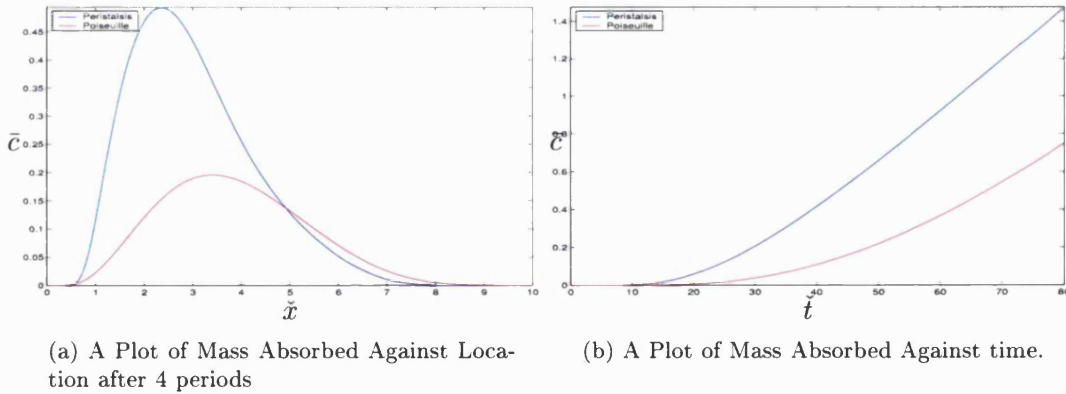 Peristalsis
Poiseuille
0.45
0.4
0.35
0.3
0.25
0.2
0.15
0.1
0.05
0
c̄
0 1 2 3 4 5 6 7 8 9 10
x̌
(a) A Plot of Mass Absorbed Against Loca-
tion after 4 periods
Peristalsis
Poiseuille
1.4
1.2
1
0.6
0.4
0.2
0
c̄
0 10 20 30 40 50 60 70 80
ť
(b) A Plot of Mass Absorbed Against time.